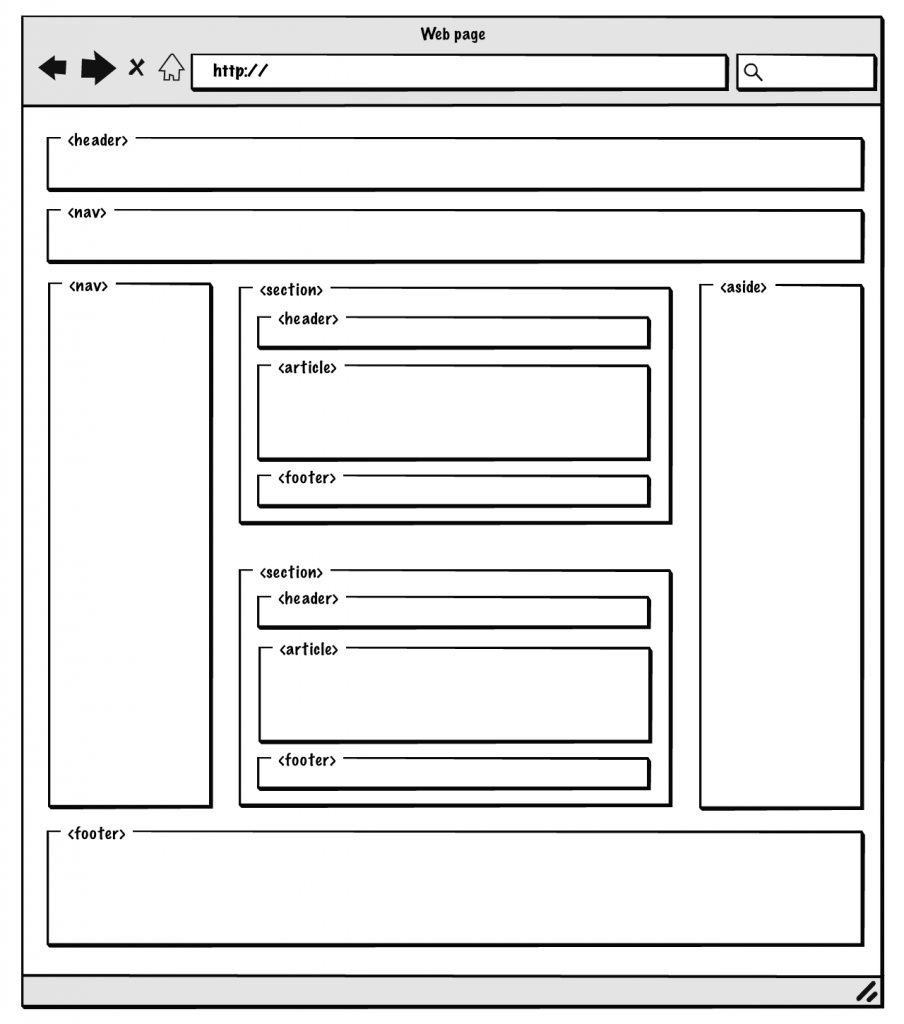 Web page
http://
<header>
<nav>
<nav>
<section>
<header>
<article>
<footer>
<section>
<header>
<article>
<footer>
<aside>
<footer>